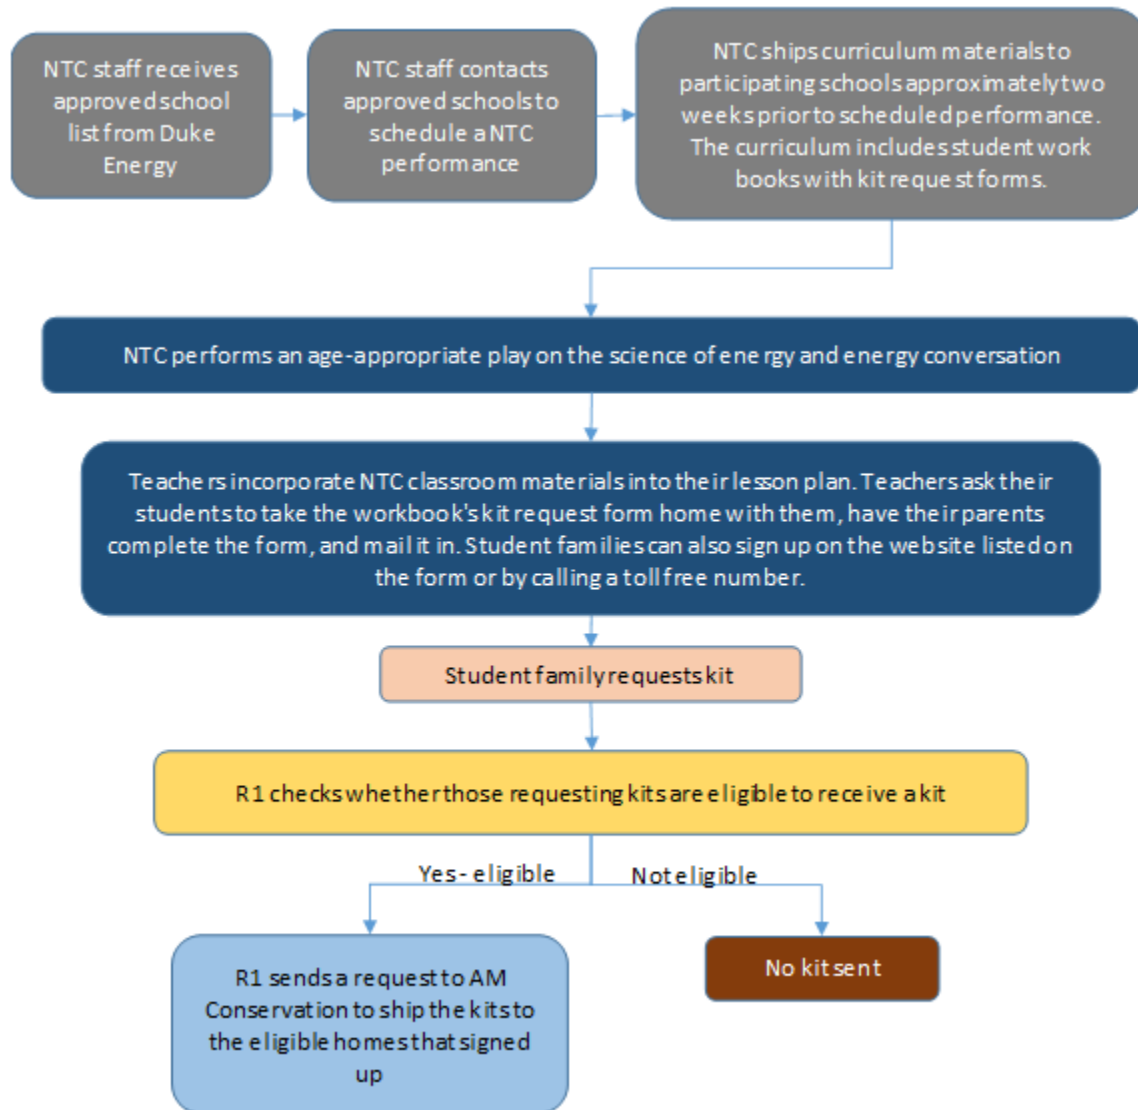 NTC staff receives
approved school
list from Duke
Energy
NTC staff contacts
approved schools to
schedule a NTC
performance
NTC ships curriculum materials to
participating schools approximately two
weeks prior to scheduled performance.
The curriculum includes student work
books with kit request forms.
NTC performs an age-appropriate play on the science of energy and energy conversation
Teachers incorporate NTC classroom materials into their lesson plan. Teachers ask their
students to take the workbook's kit request form home with them, have their parents
complete the form, and mail it in. Student families can also sign up on the website listed on
the form or by calling a toll free number.
Student family requests kit
R1 checks whether those requesting kits are eligible to receive a kit
Yes - eligible
Not eligible
R1 sends a request to AM
Conservation to ship the kits to
the eligible homes that signed
up
No kit sent